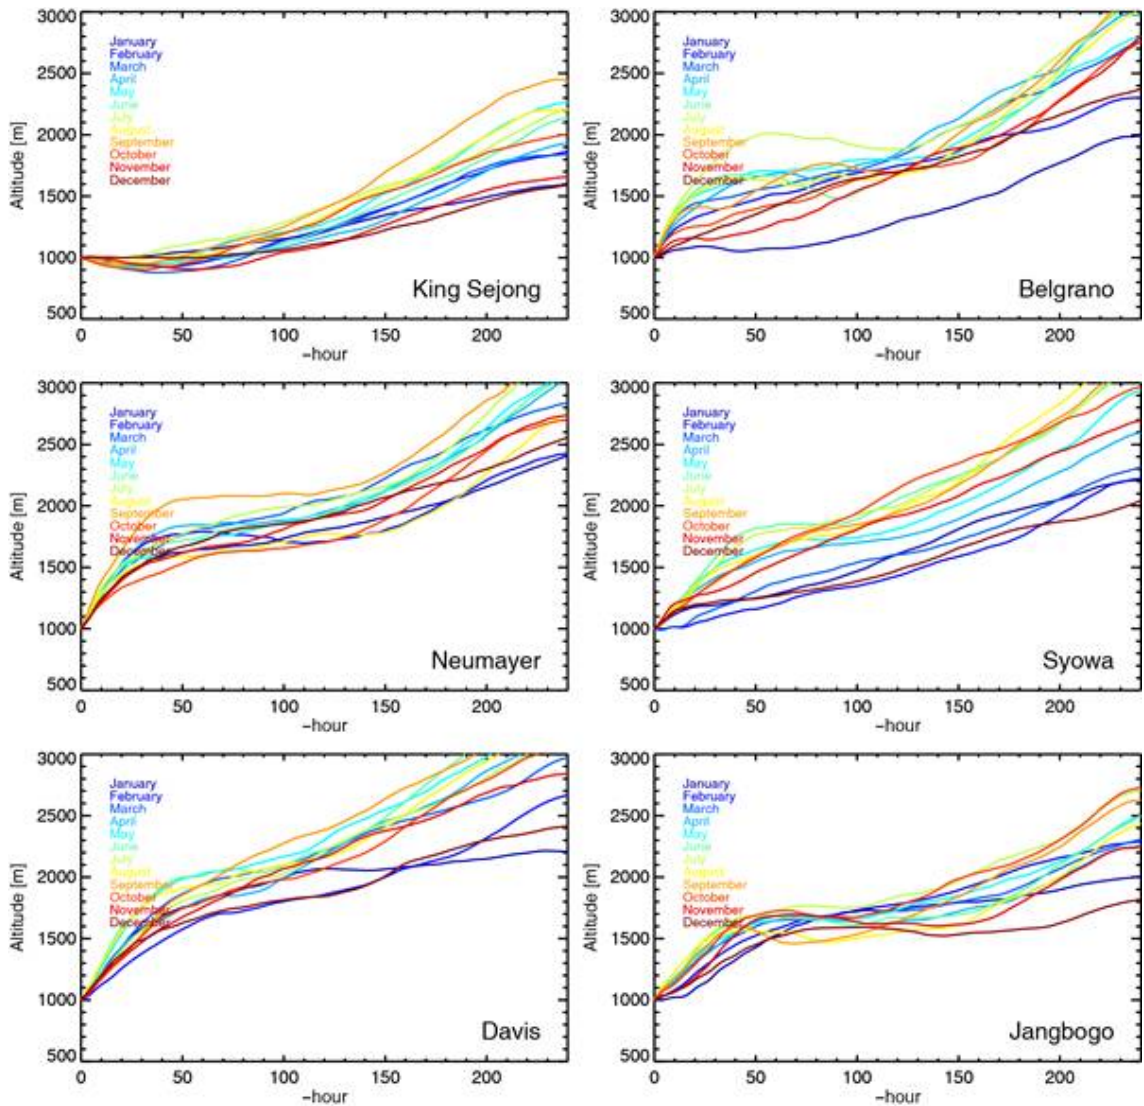 3000
2500
2000
1500
1000
500
Altitude [m]
January
February
March
April
May
June
July
August
September
October
November
December
King Sejong
0
50
100
150
200
-hour
3000
2500
2000
1500
1000
500
Altitude [m]
January
February
March
April
May
June
July
August
September
October
November
December
Belgrano
0
50
100
150
200
-hour
3000
2500
2000
1500
1000
500
Altitude [m]
January
February
March
April
May
June
July
August
September
October
November
December
Neumayer
0
50
100
150
200
-hour
3000
2500
2000
1500
1000
500
Altitude [m]
January
February
March
April
May
June
July
August
September
October
November
December
Syowa
0
50
100
150
200
-hour
3000
2500
2000
1500
1000
500
Altitude [m]
January
February
March
April
May
June
July
August
September
October
November
December
Davis
0
50
100
150
200
-hour
3000
2500
2000
1500
1000
500
Altitude [m]
January
February
March
April
May
June
July
August
September
October
November
December
Jangbogo
0
50
100
150
200
-hour